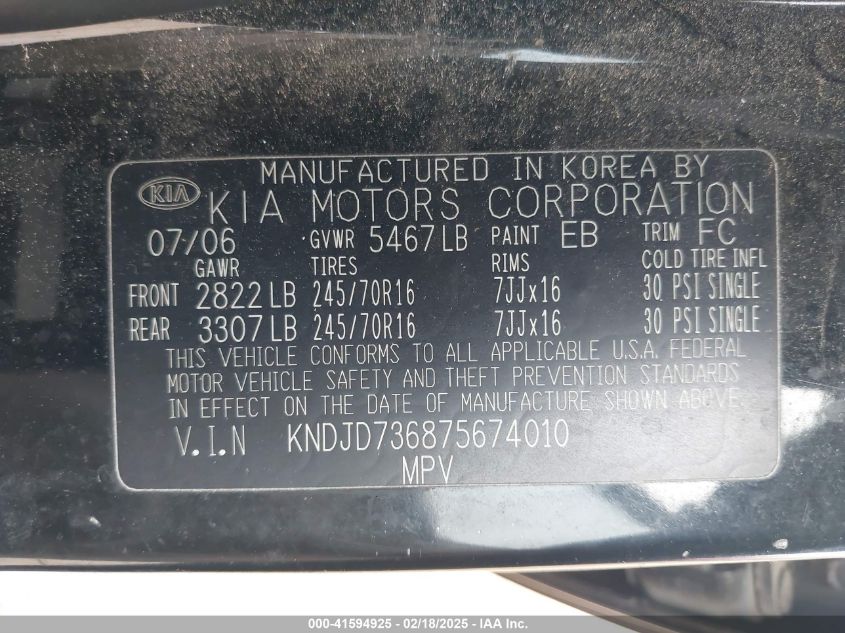 MANUFACTURED IN KOREA BY
KIA KIA MOTORS CORPORATION
07/06 GVWR 5467LB PAINT EB TRIM FC
GAWR TIRES RIMS COLD TIRE INFL
FRONT 2822LB 245/70R16 7JJx16 30 PSI SINGLE
REAR 3307LB 245/70R16 7JJx16 30 PSI SINGLE
THIS VEHICLE CONFORMS TO ALL APPLICABLE U.S.A. FEDERAL
MOTOR VEHICLE SAFETY AND THEFT PREVENTION STANDARDS
IN EFFECT ON THE DATE OF MANUFACTURE SHOWN ABOVE.
V.I.N KNDJD736875674010
MPV
000-41594925 - 02/18/2025 - IAA Inc.